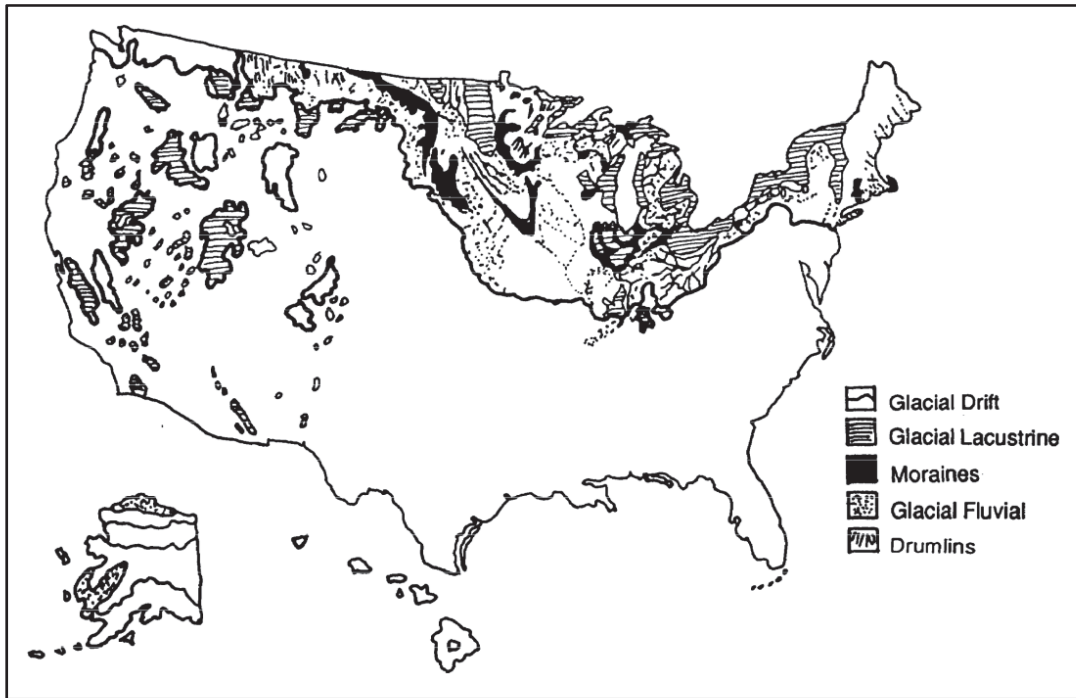 Glacial Drift
Glacial Lacustrine
Moraines
Glacial Fluvial
Drumlins